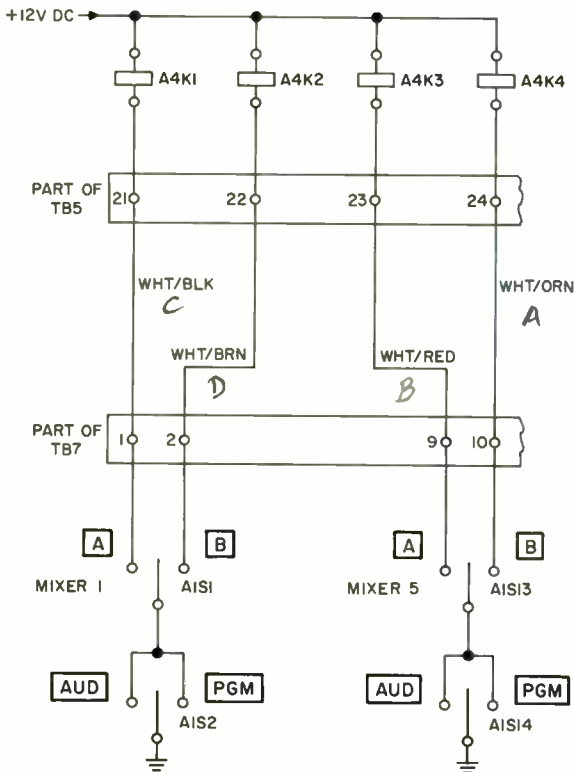 +12V DC
A4K1 A4K2 A4K3 A4K4
PART OF TB5
21 22 23 24
WHT/BLK
C
WHT/ORN
A
WHT/BRN
D
WHT/RED
B
PART OF TB7
1 2 9 10
A B A B
MIXER 1 A1S1 MIXER 5 A1S13
AUD PGM AUD PGM
A1S2 A1S14